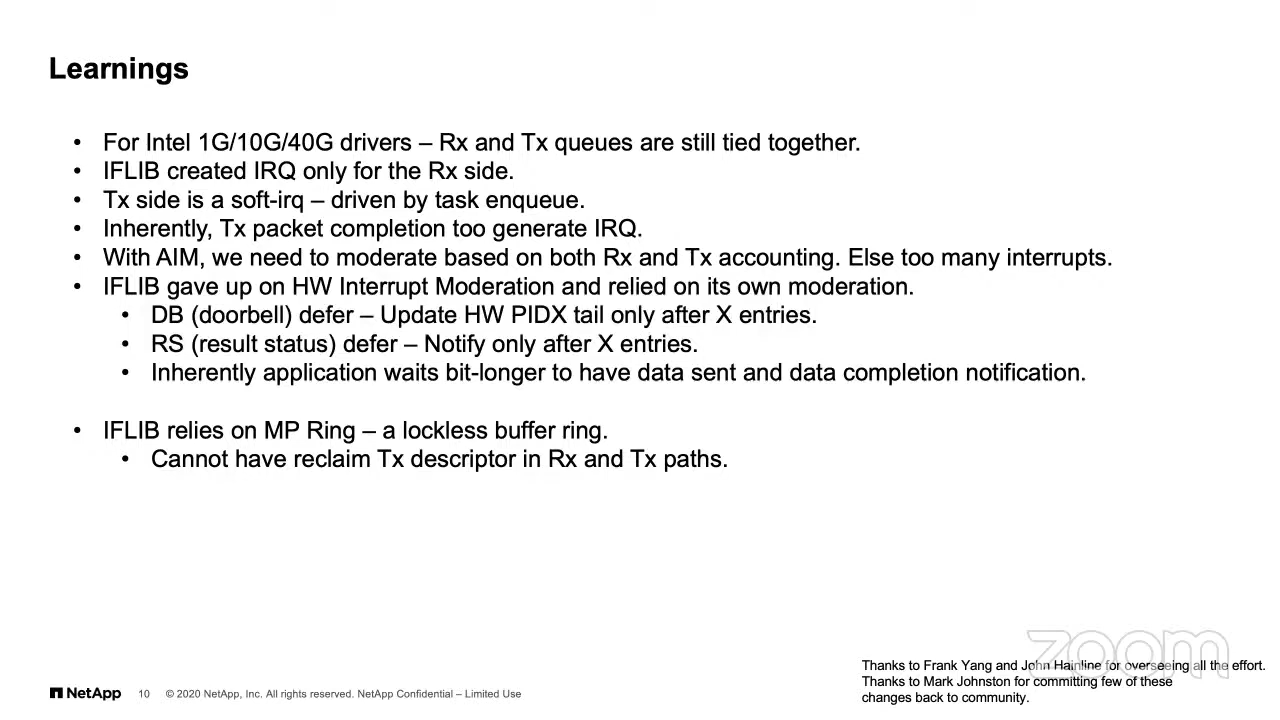 Learnings
• For Intel 1G/10G/40G drivers – Rx and Tx queues are still tied together.
• IFLIB created IRQ only for the Rx side.
• Tx side is a soft-irq – driven by task enqueue.
• Inherently, Tx packet completion too generate IRQ.
• With AIM, we need to moderate based on both Rx and Tx accounting. Else too many interrupts.
• IFLIB gave up on HW Interrupt Moderation and relied on its own moderation.
• DB (doorbell) defer – Update HW PIDX tail only after X entries.
• RS (result status) defer – Notify only after X entries.
• Inherently application waits bit-longer to have data sent and data completion notification.
• IFLIB relies on MP Ring – a lockless buffer ring.
• Cannot have reclaim Tx descriptor in Rx and Tx paths.
zoom
Thanks to Frank Yang and John Hainline for overseeing all the effort.
Thanks to Mark Johnston for committing few of these
changes back to community.
NetApp 10 © 2020 NetApp, Inc. All rights reserved. NetApp Confidential – Limited Use